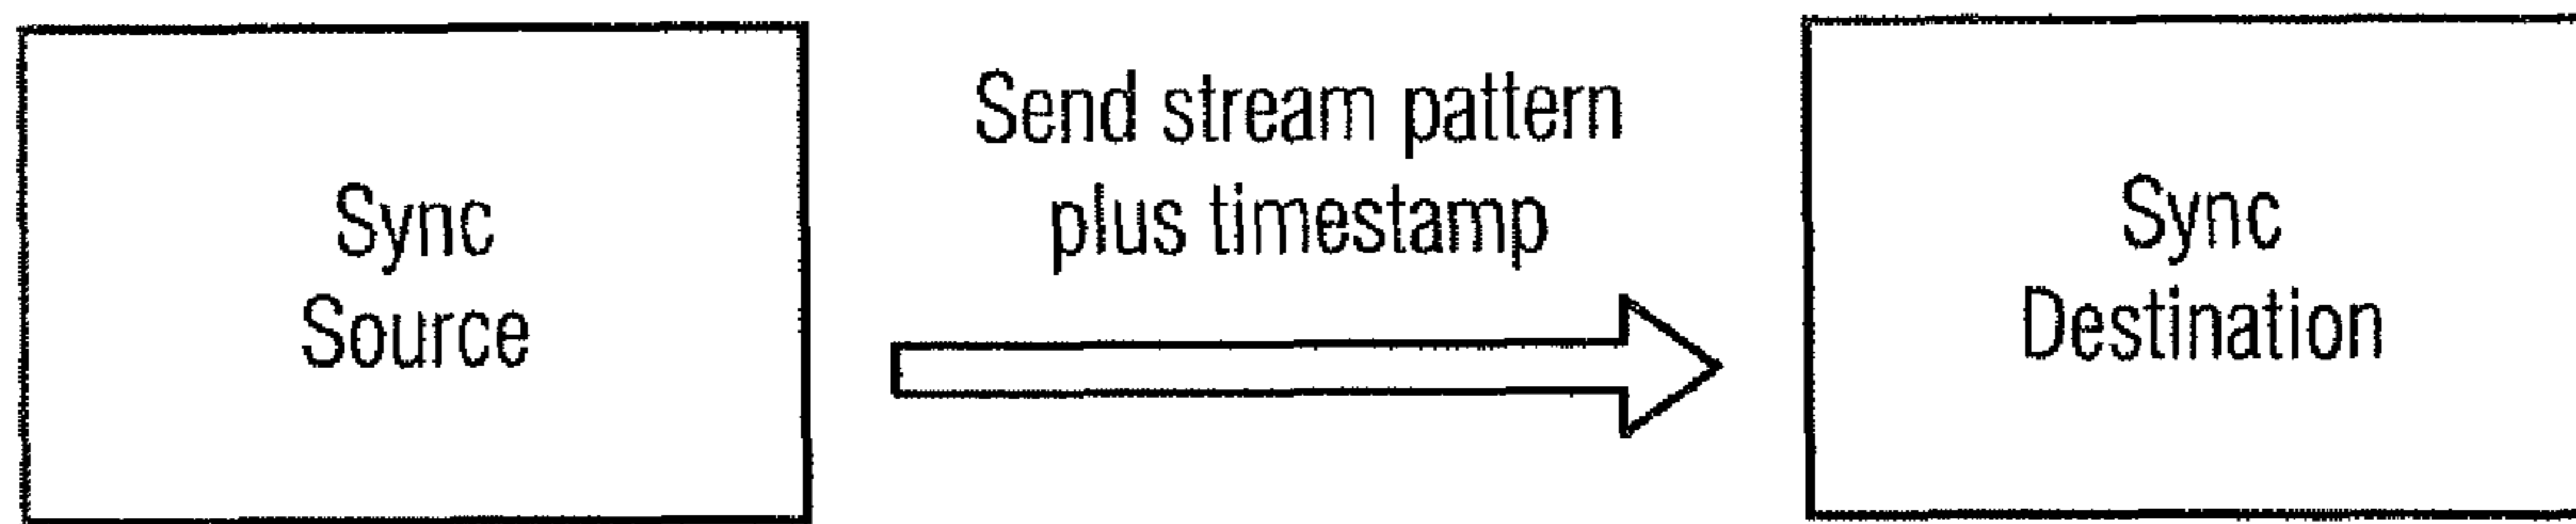 Sync
Source
Send stream pattern
plus timestamp
Sync
Destination